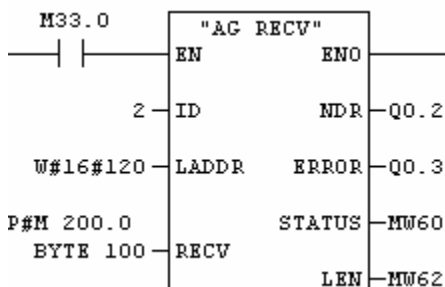 M33.0
"AG RECV"
EN ENO
2 ID NDR Q0.2
W#16#120 LADDR ERROR Q0.3
P#M 200.0 STATUS MW60
BYTE 100 RECV
LEN MW62